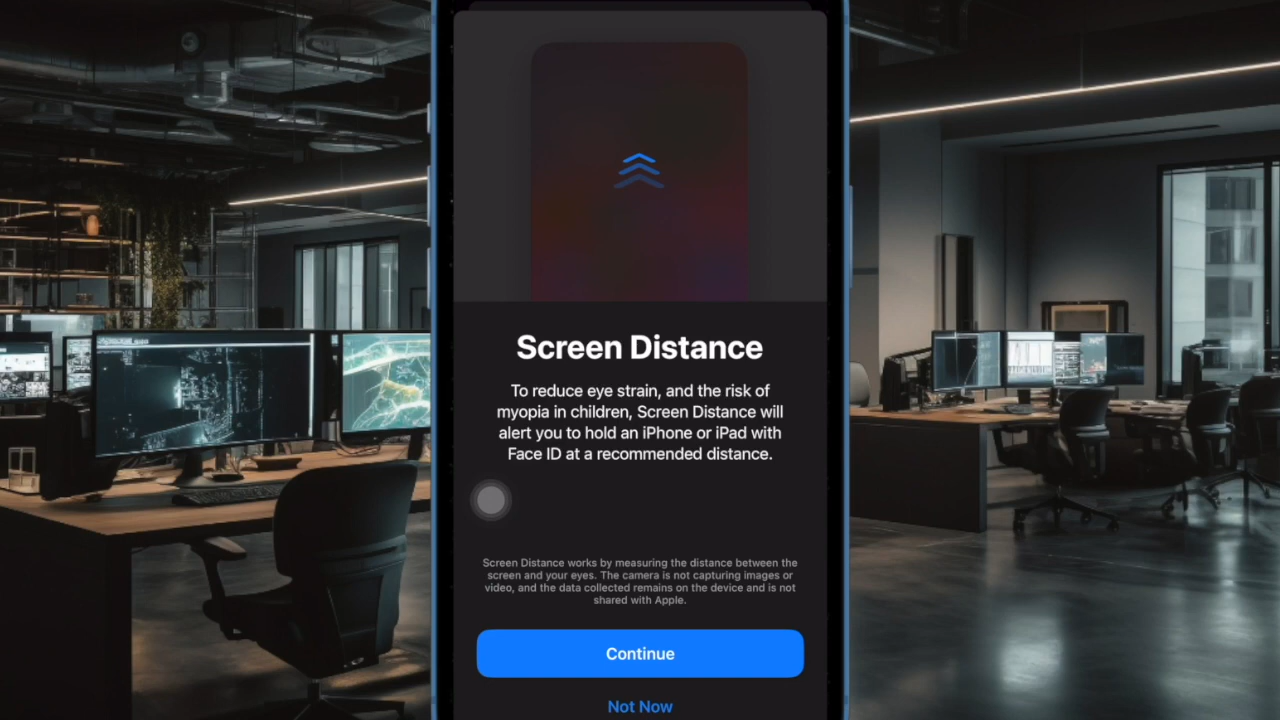 Screen Distance
To reduce eye strain, and the risk of
myopia in children, Screen Distance will
alert you to hold an iPhone or iPad with
Face ID at a recommended distance.
Screen Distance works by measuring the distance between the
screen and your eyes. The camera is not capturing images or
video, and the data collected remains on the device and is not
shared with Apple.
Continue
Not Now